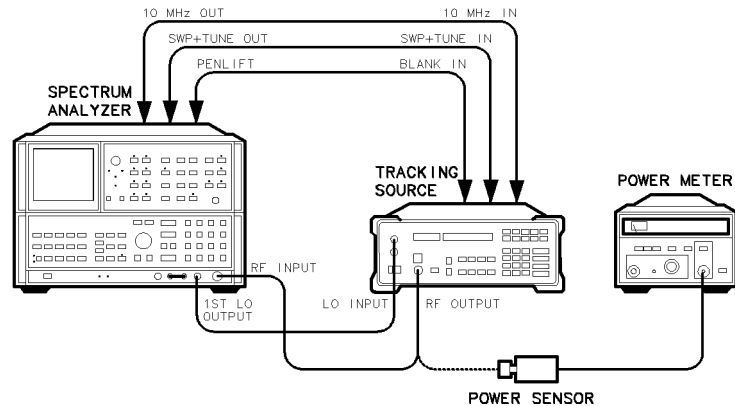 10 MHz OUT
10 MHz IN
SWP+TUNE OUT
SWP+TUNE IN
PENLIFT
BLANK IN
SPECTRUM
ANALYZER
TRACKING
SOURCE
POWER METER
RF INPUT
1ST LO
OUTPUT
LO INPUT
RF OUTPUT
POWER SENSOR